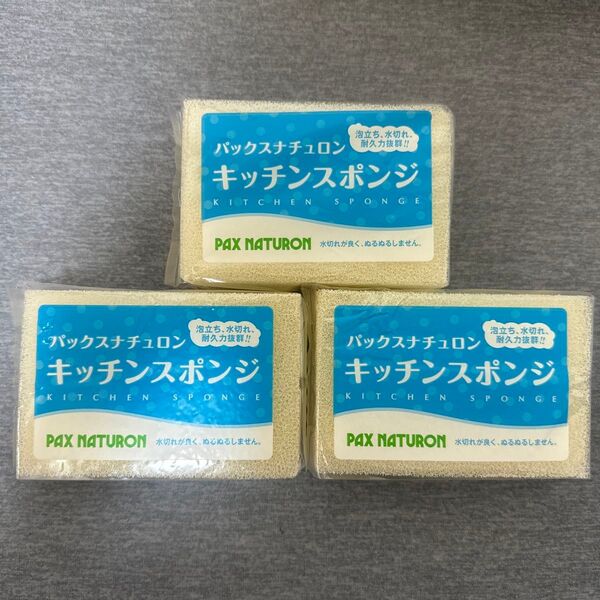 泡立ち、水切れ、
耐久力抜群!!
パックスナチュロン
キッチンスポンジ
KITCHEN SPONGE
PAX NATURON 水切れが良く、ぬるぬるしません。
泡立ち、水切れ、
耐久力抜群!!
パックスナチュロン
キッチンスポンジ
KITCHEN SPONGE
PAX NATURON 水切れが良く、ぬるぬるしません。
泡立ち、水切れ、
耐久力抜群!!
パックスナチュロン
キッチンスポンジ
KITCHEN SPONGE
PAX NATURON 水切れが良く、ぬるぬるしません。